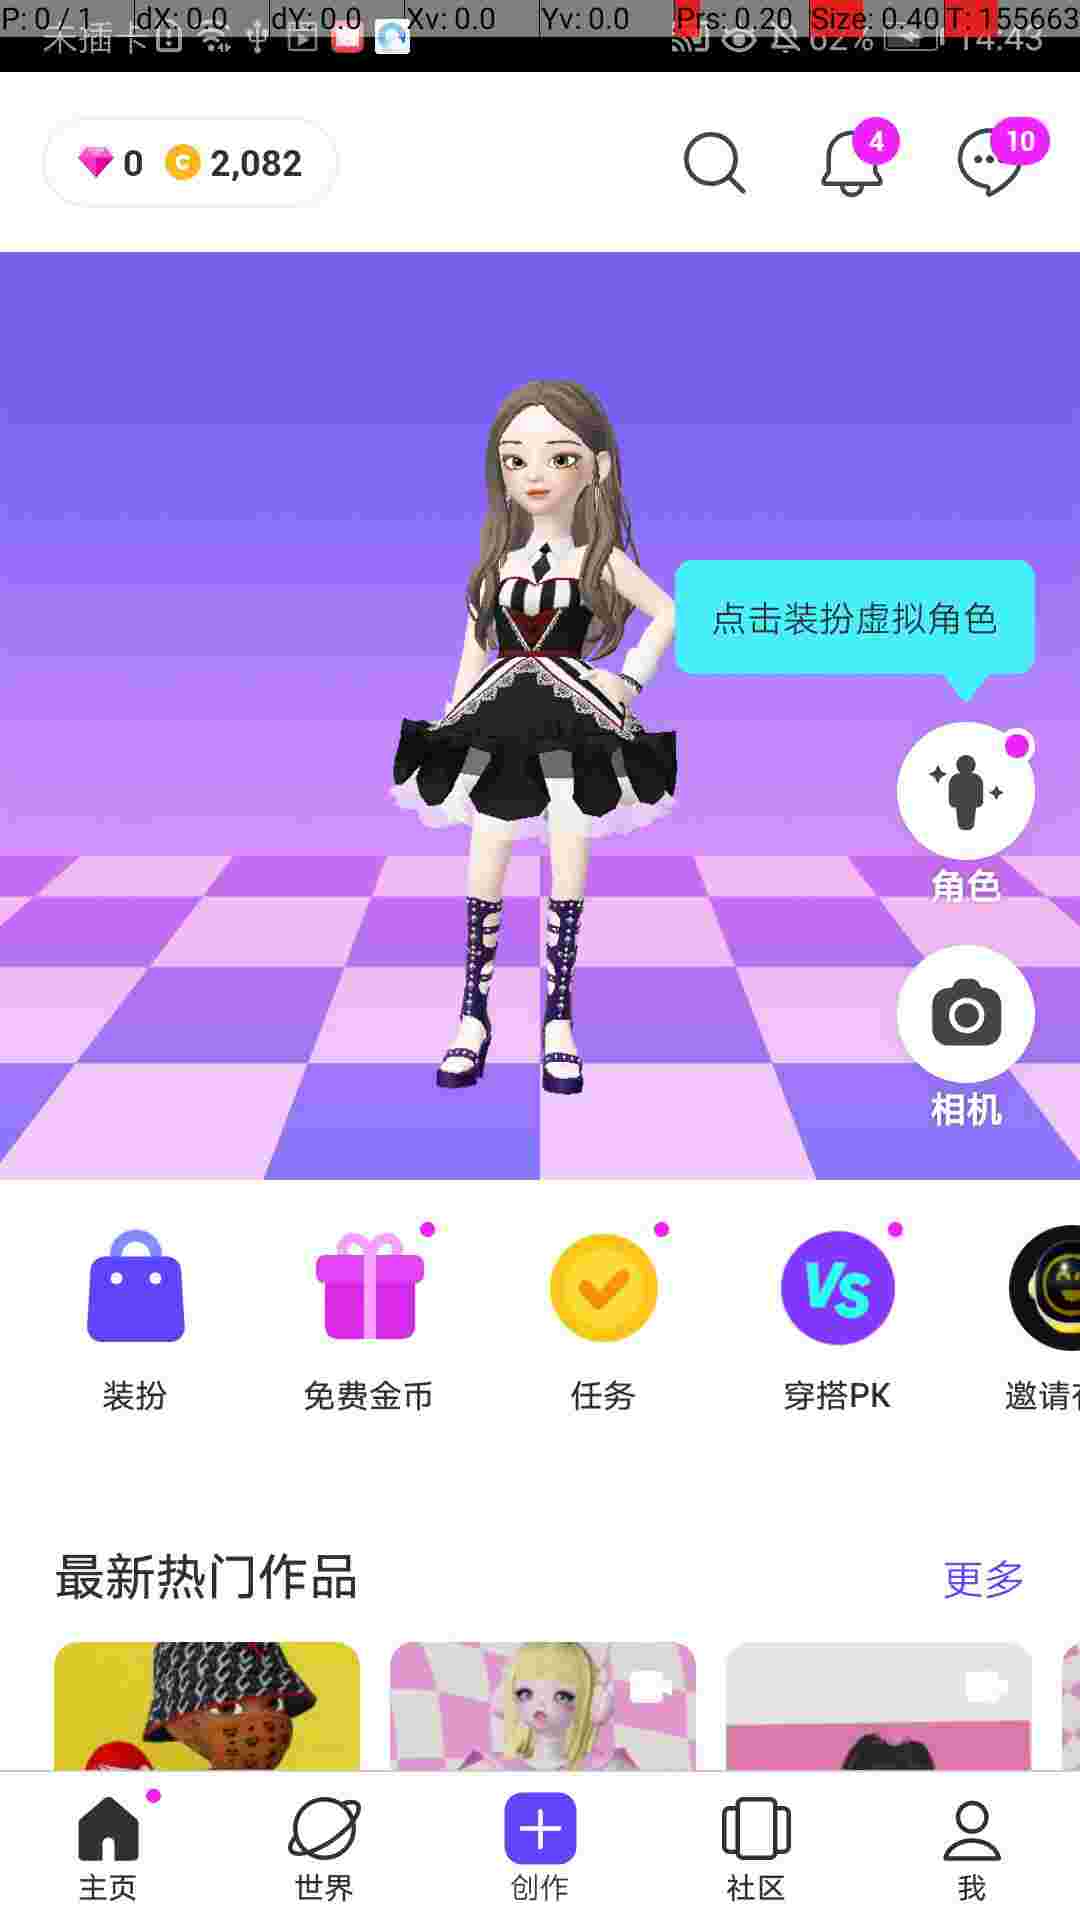 P: 0 / 1 dX: 0.0 dY: 0.0 Xv: 0.0 Yv: 0.0 Prs: 0.20 Size: 0.40 T: 155663
未插卡 62% 14:43
0 C 2,082 4 10
点击装扮虚拟角色
角色
相机
VS
装扮 免费金币 任务 穿搭PK 邀请
最新热门作品 更多
主页 世界 创作 社区 我